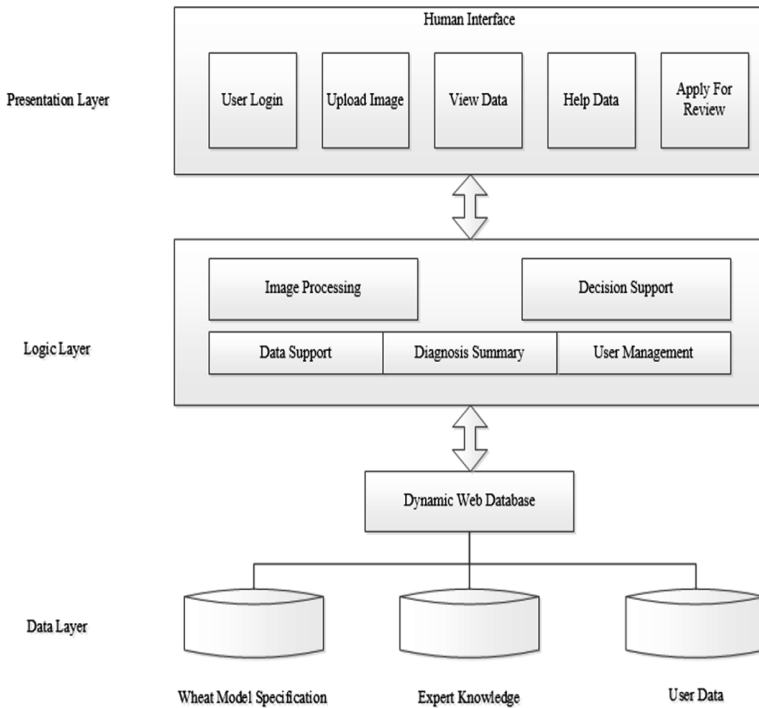 Human Interface
Presentation Layer
User Login
Upload Image
View Data
Help Data
Apply For
Review
Image Processing
Decision Support
Logic Layer
Data Support
Diagnosis Summary
User Management
Dynamic Web Database
Data Layer
Wheat Model Specification
Expert Knowledge
User Data